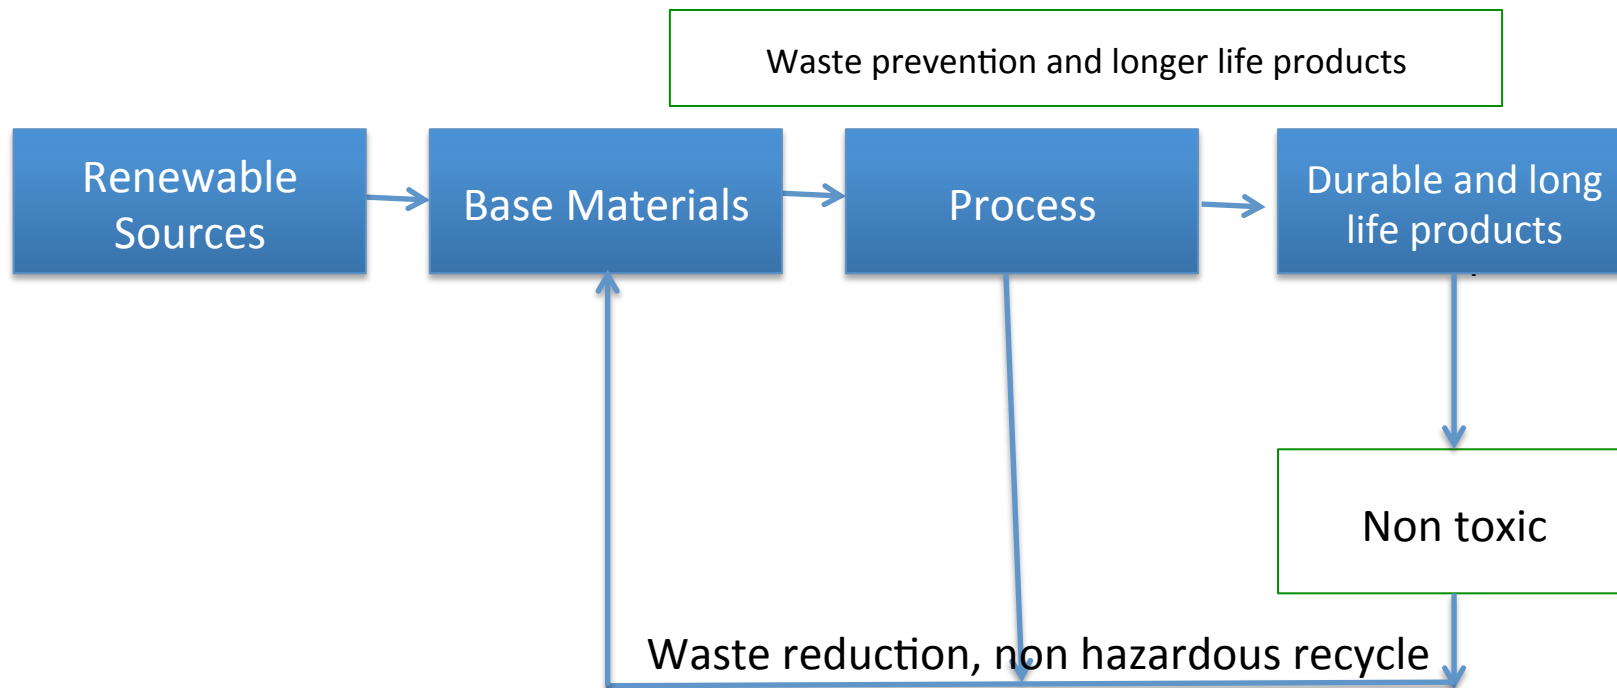 Waste prevention and longer life products
Renewable
Sources
Base Materials
Process
Durable and long
life products
Non toxic
Waste reduction, non hazardous recycle